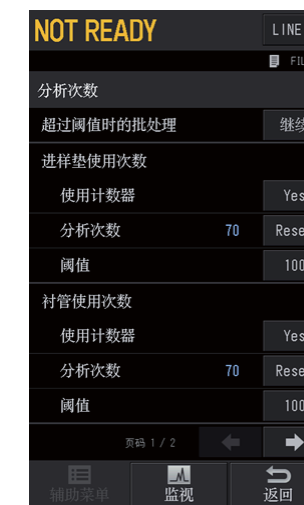 NOT READY LINE
FIL
分析次数
超过阈值时的批处理 继续
进样垫使用次数
使用计数器 Yes
分析次数 70 Rese
阈值 100
衬管使用次数
使用计数器 Yes
分析次数 70 Rese
阈值 100
页码 1 / 2
辅助菜单 监视 返回